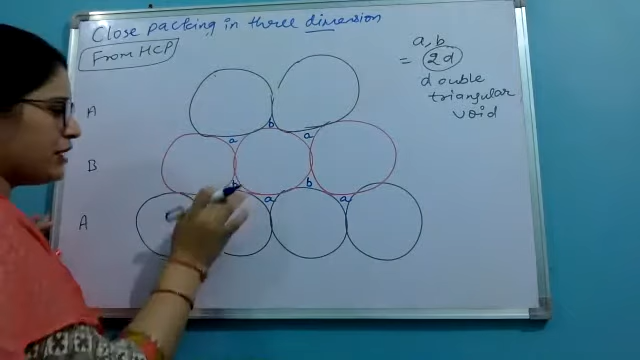 Close packing in three dimension
From HCP
a, b
= 2d
double
triangular
void
A
b
a
a
B
b
b
a
a
A